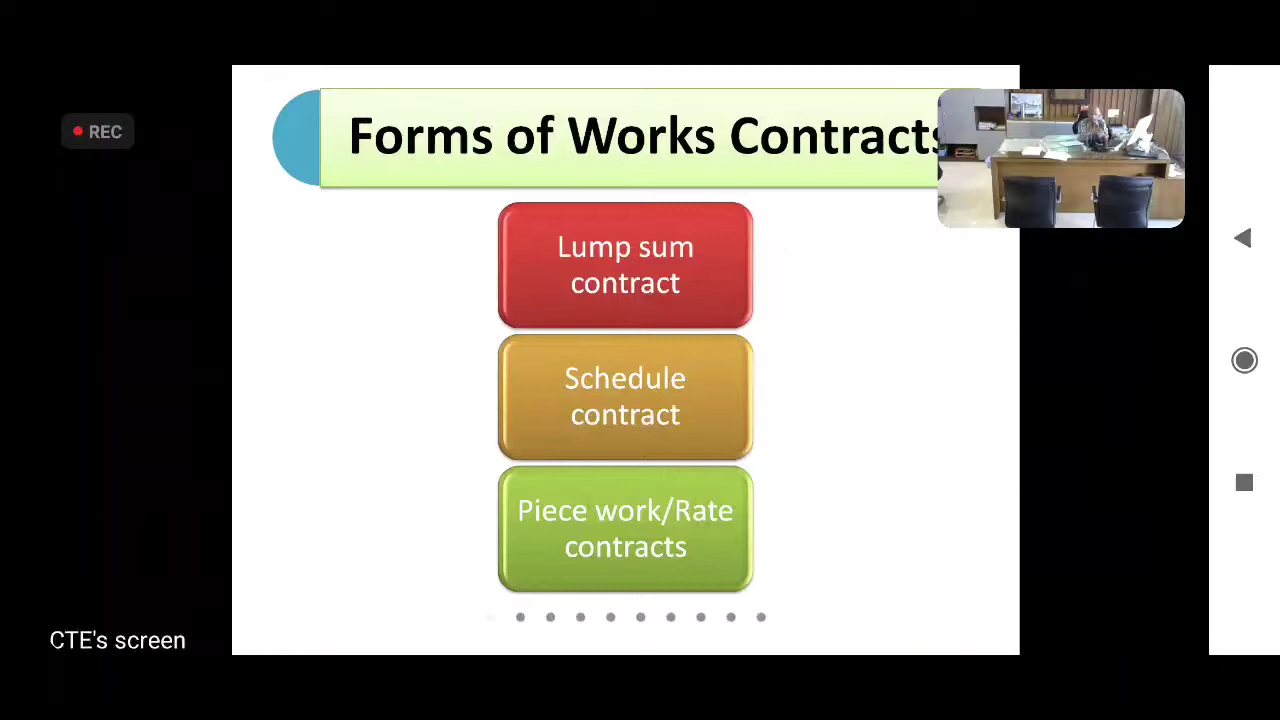 REC
Forms of Works Contracts
Lump sum
contract
Schedule
contract
Piece work/Rate
contracts
CTE's screen